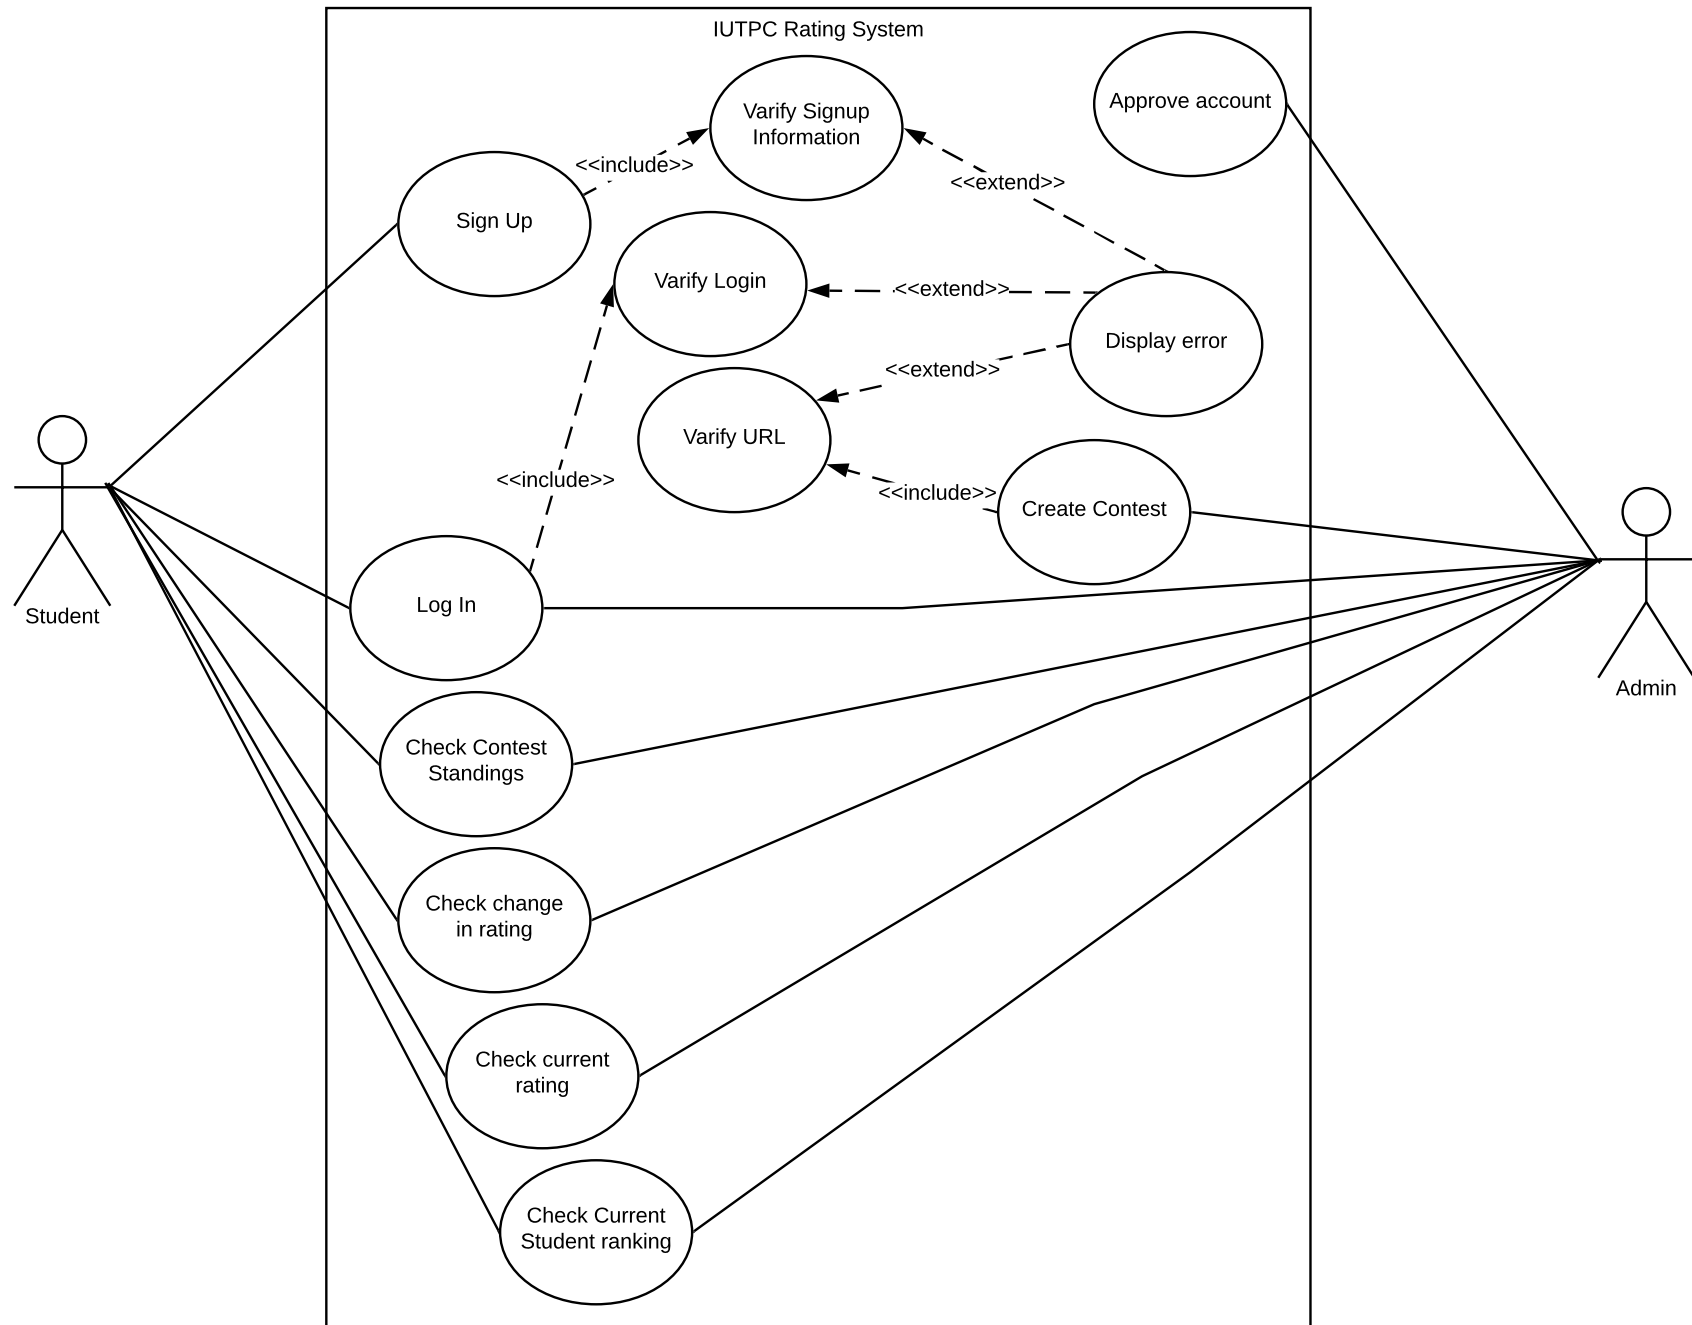 IUTPC Rating System
Approve account
Varify Signup
Information
<<include>>
<<extend>>
Sign Up
Varify Login
<<extend>>
Display error
<<extend>>
Varify URL
<<include>>
<<include>>
Create Contest
Student
Log In
Admin
Check Contest
Standings
Check change
in rating
Check current
rating
Check Current
Student ranking